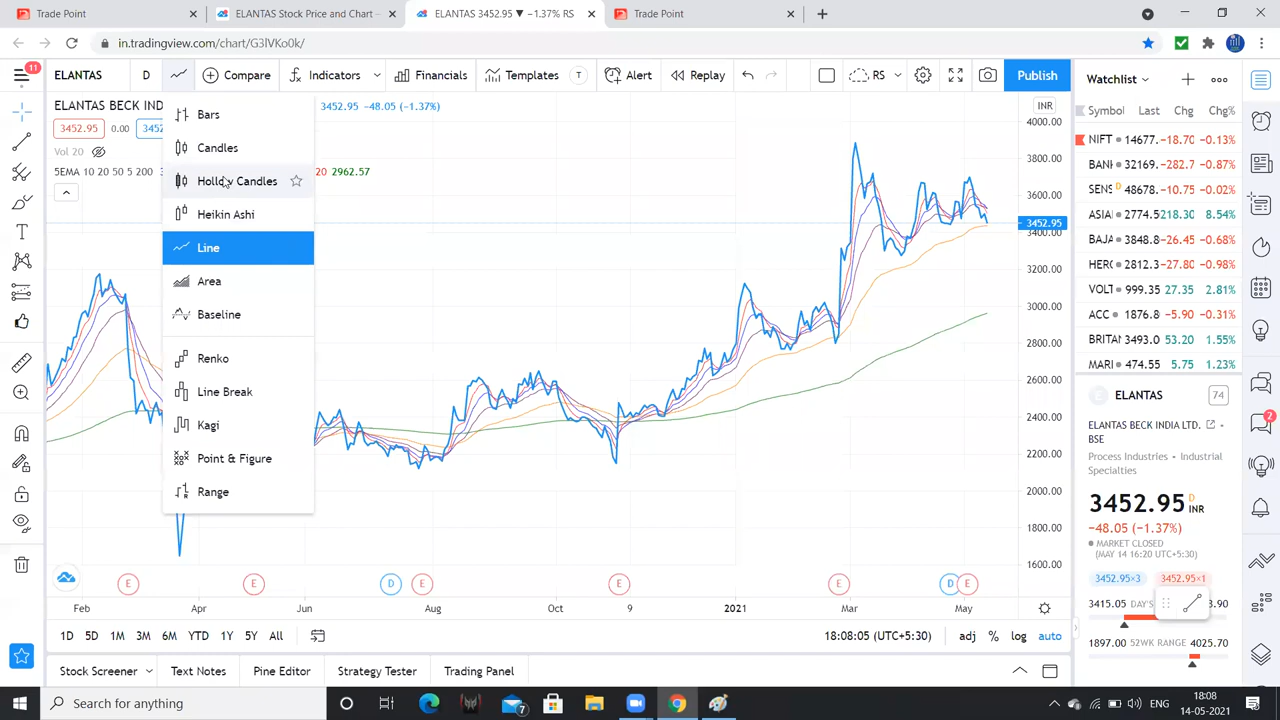 Trade Point
ELANTAS Stock Price and Chart –
ELANTAS 3452.95 ▼ −1.37% RS
Trade Point
in.tradingview.com/chart/G3lVKo0k/
11
ELANTAS
D
Compare
Indicators
Financials
Templates
T
Alert
Replay
RS
Publish
Watchlist
ELANTAS BECK IND
3452.95 −48.05 (−1.37%)
3452.95
0.00
3452
Vol 20
5EMA 10 20 50 5 200
20 2962.57
Bars
Candles
Hollow Candles
Heikin Ashi
Line
Area
Baseline
Renko
Line Break
Kagi
Point & Figure
Range
INR
4000.00
3800.00
3600.00
3452.95
3400.00
3200.00
3000.00
2800.00
2600.00
2400.00
2200.00
2000.00
1800.00
1600.00
E
E
D
E
E
E
D
E
Feb
Apr
Jun
Aug
Oct
9
2021
Mar
May
1D
5D
1M
3M
6M
YTD
1Y
5Y
All
18:08:05 (UTC+5:30)
adj
%
log
auto
Stock Screener
Text Notes
Pine Editor
Strategy Tester
Trading Panel
Symbol Last Chg Chg%
NIFT 14677. −18.70 −0.13%
BANK 32169. −282.7 −0.87%
SENS D 48678. −10.75 −0.02%
ASIA 2774.5 218.30 8.54%
BAJA 3848.8 −26.45 −0.68%
HERO 2812.3 −27.80 −0.98%
VOLT 999.35 27.35 2.81%
ACC 1876.8 −5.90 −0.31%
BRITA 3493.0 53.20 1.55%
MARI 474.55 5.75 1.23%
ELANTAS
74
ELANTAS BECK INDIA LTD.
BSE
Process Industries • Industrial
Specialties
3452.95 D INR
−48.05 (−1.37%)
MARKET CLOSED
(MAY 14 16:20 UTC+5:30)
3452.95×3
3452.95×1
3415.05 DAY'S 3.90
1897.00 52WK RANGE 4025.70
2
Search for anything
7
ENG
18:08
14-05-2021